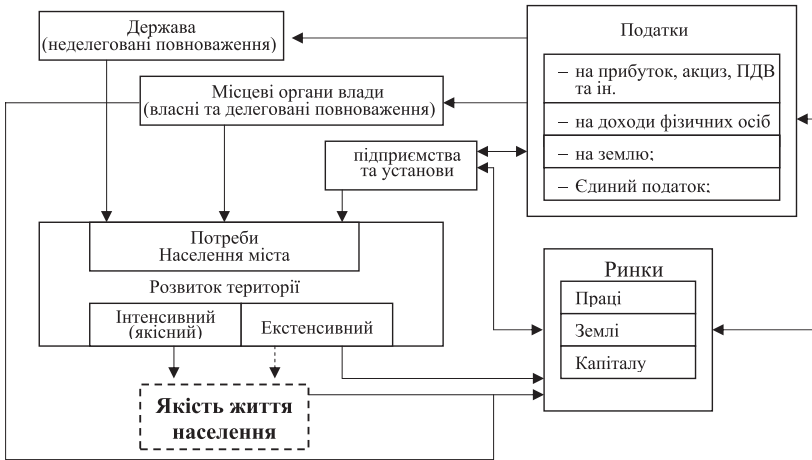 Держава
(неделеговані повноваження)
Місцеві органи влади
(власні та делеговані повноваження)
підприємства
та установи
Податки
– на прибуток, акциз, ПДВ
та ін.
– на доходи фізичних осіб
– на землю;
– Єдиний податок;
Потреби
Населення міста
Розвиток території
Інтенсивний
(якісний)
Екстенсивний
Якість життя
населення
Ринки
Праці
Землі
Капіталу